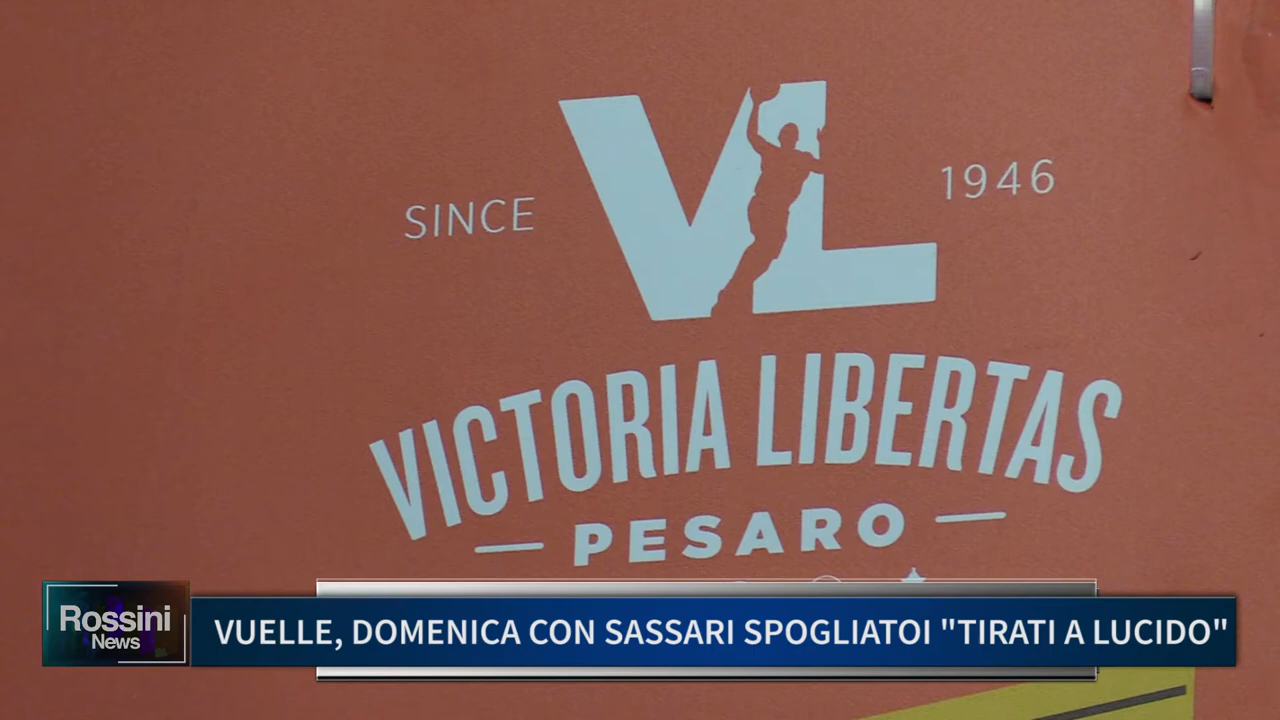 VL
SINCE
1946
VICTORIA LIBERTAS
PESARO
Rossini
News
VUELLE, DOMENICA CON SASSARI SPOGLIATOI "TIRATI A LUCIDO"